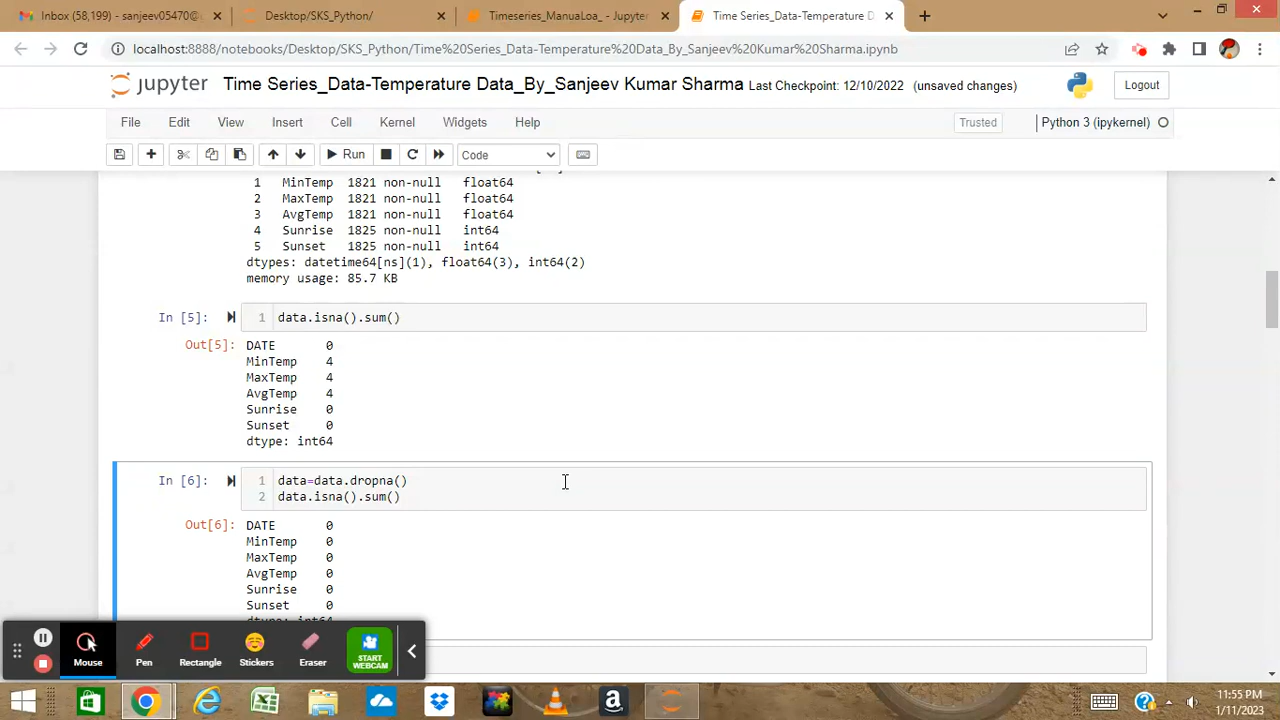 Inbox (58,199) - sanjeev05470@
Desktop/SKS_Python/
Timeseries_ManuaLoa_ - Jupyter
Time Series_Data-Temperature D
localhost:8888/notebooks/Desktop/SKS_Python/Time%20Series_Data-Temperature%20Data_By_Sanjeev%20Kumar%20Sharma.ipynb
jupyter Time Series_Data-Temperature Data_By_Sanjeev Kumar Sharma Last Checkpoint: 12/10/2022 (unsaved changes) Logout
File Edit View Insert Cell Kernel Widgets Help Trusted Python 3 (ipykernel)
Run Code
1 MinTemp 1821 non-null float64
2 MaxTemp 1821 non-null float64
3 AvgTemp 1821 non-null float64
4 Sunrise 1825 non-null int64
5 Sunset 1825 non-null int64
dtypes: datetime64[ns](1), float64(3), int64(2)
memory usage: 85.7 KB
In [5]: 1 data.isna().sum()
Out[5]: DATE 0
MinTemp 4
MaxTemp 4
AvgTemp 4
Sunrise 0
Sunset 0
dtype: int64
In [6]: 1 data=data.dropna()
2 data.isna().sum()
Out[6]: DATE 0
MinTemp 0
MaxTemp 0
AvgTemp 0
Sunrise 0
Sunset 0
Mouse Pen Rectangle Stickers Eraser START WEBCAM
11:55 PM
1/11/2023